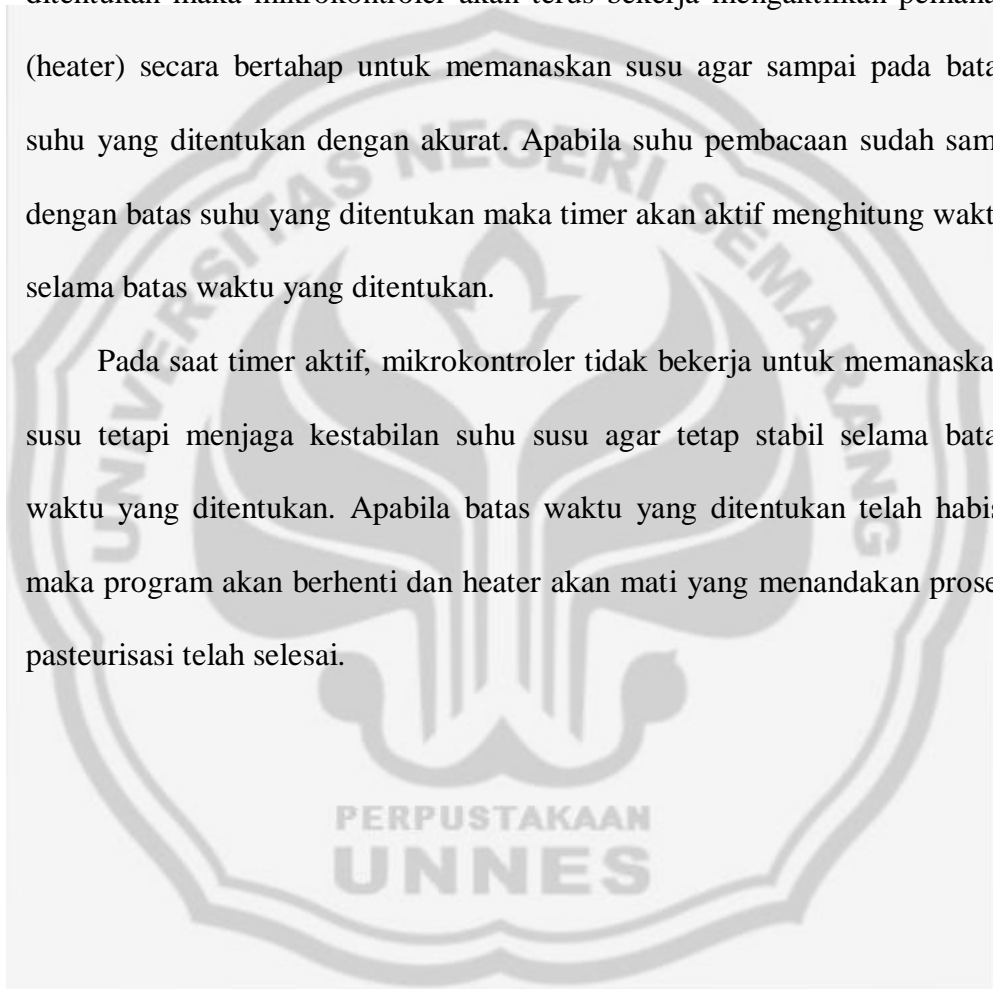 ditentukan maka mikrokontroler akan terus bekerja mengaktifkan pemana
(heater) secara bertahap untuk memanaskan susu agar sampai pada bata
suhu yang ditentukan dengan akurat. Apabila suhu pembacaan sudah sam
dengan batas suhu yang ditentukan maka timer akan aktif menghitung wakt
selama batas waktu yang ditentukan.
Pada saat timer aktif, mikrokontroler tidak bekerja untuk memanaska
susu tetapi menjaga kestabilan suhu susu agar tetap stabil selama bata
waktu yang ditentukan. Apabila batas waktu yang ditentukan telah habis
maka program akan berhenti dan heater akan mati yang menandakan prose
pasteurisasi telah selesai.
UNIVERSITAS NEGERI SEMARANG
PERPUSTAKAAN
UNNES